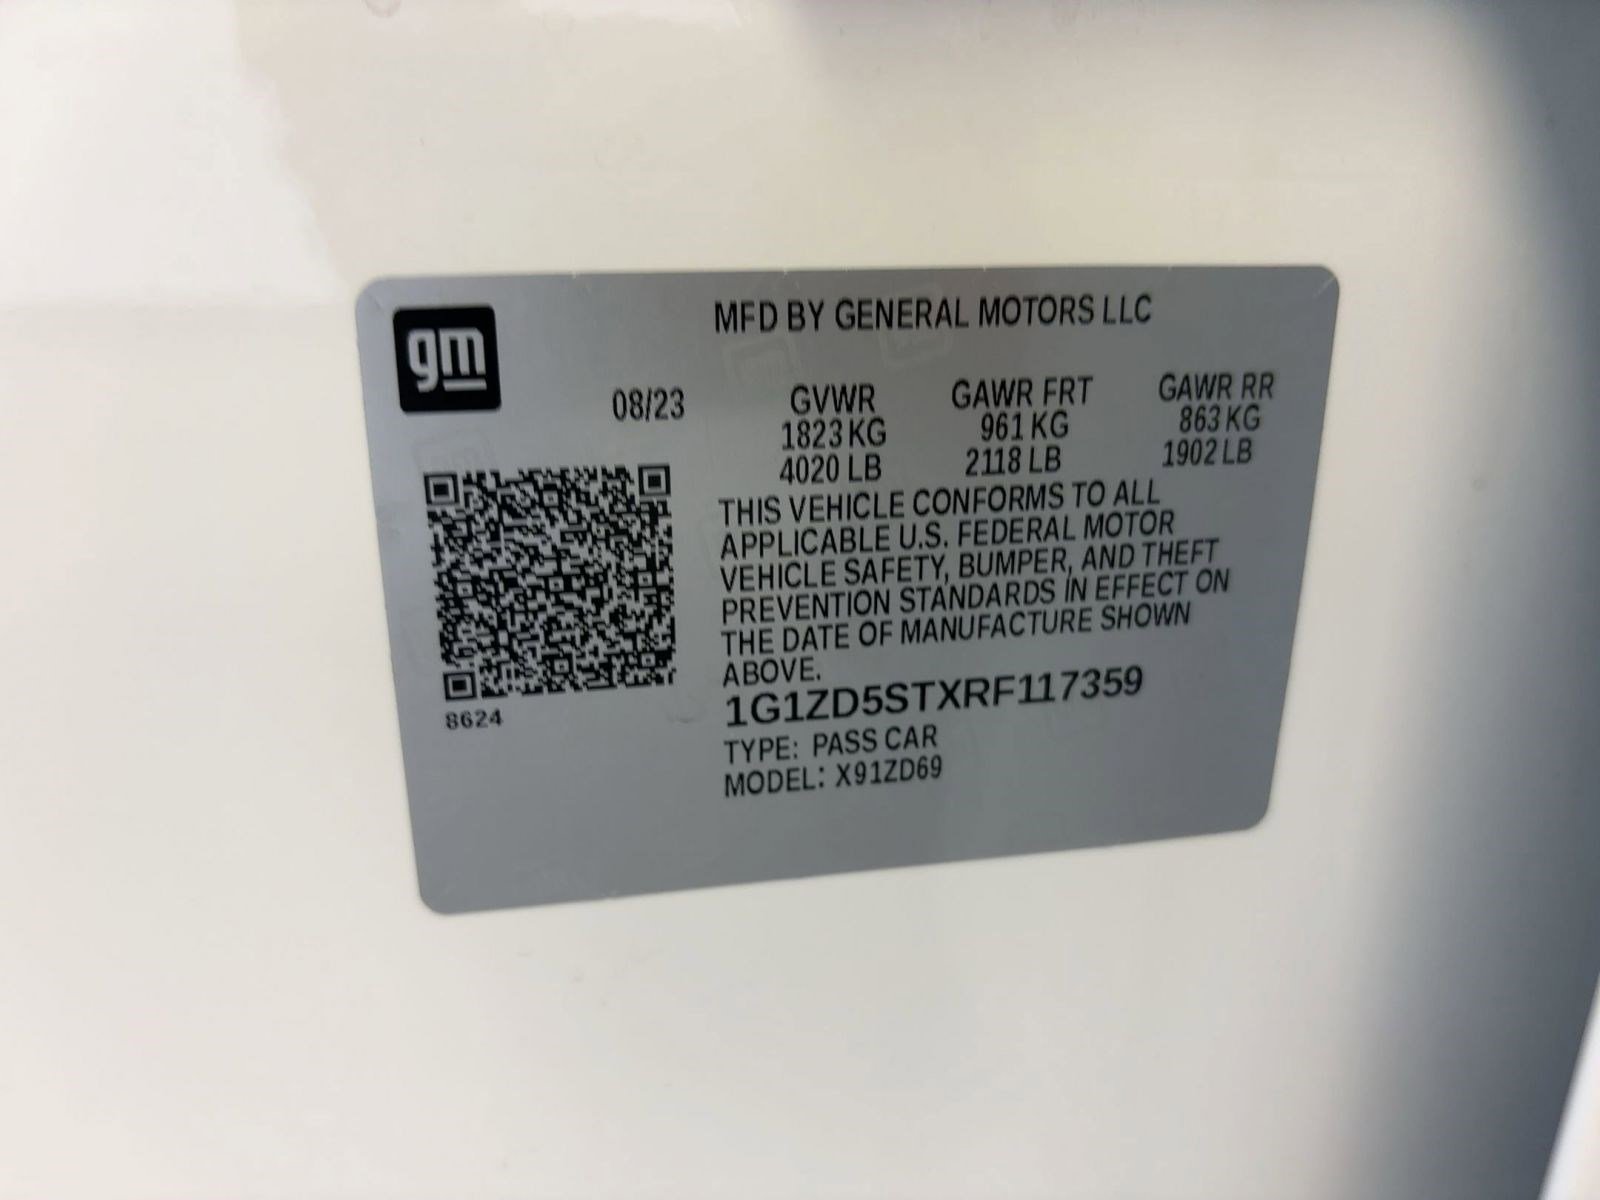 gm
MFD BY GENERAL MOTORS LLC
08/23 GVWR GAWR FRT GAWR RR
1823 KG 961 KG 863 KG
4020 LB 2118 LB 1902 LB
THIS VEHICLE CONFORMS TO ALL
APPLICABLE U.S. FEDERAL MOTOR
VEHICLE SAFETY, BUMPER, AND THEFT
PREVENTION STANDARDS IN EFFECT ON
THE DATE OF MANUFACTURE SHOWN
ABOVE.
1G1ZD5STXRF117359
8624
TYPE: PASS CAR
MODEL: X91ZD69